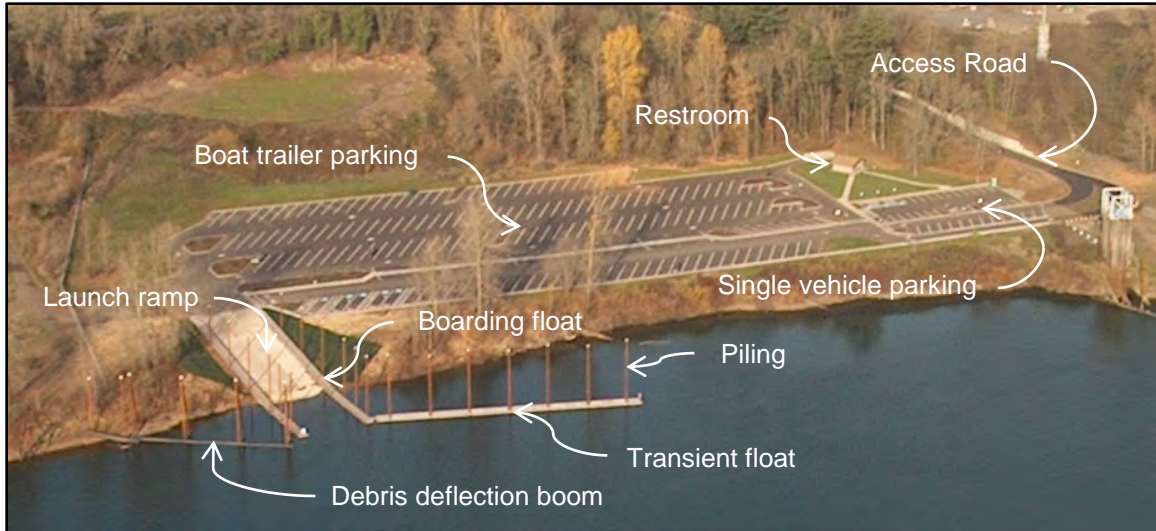 Access Road
Restroom
Boat trailer parking
Single vehicle parking
Launch ramp
Boarding float
Piling
Transient float
Debris deflection boom